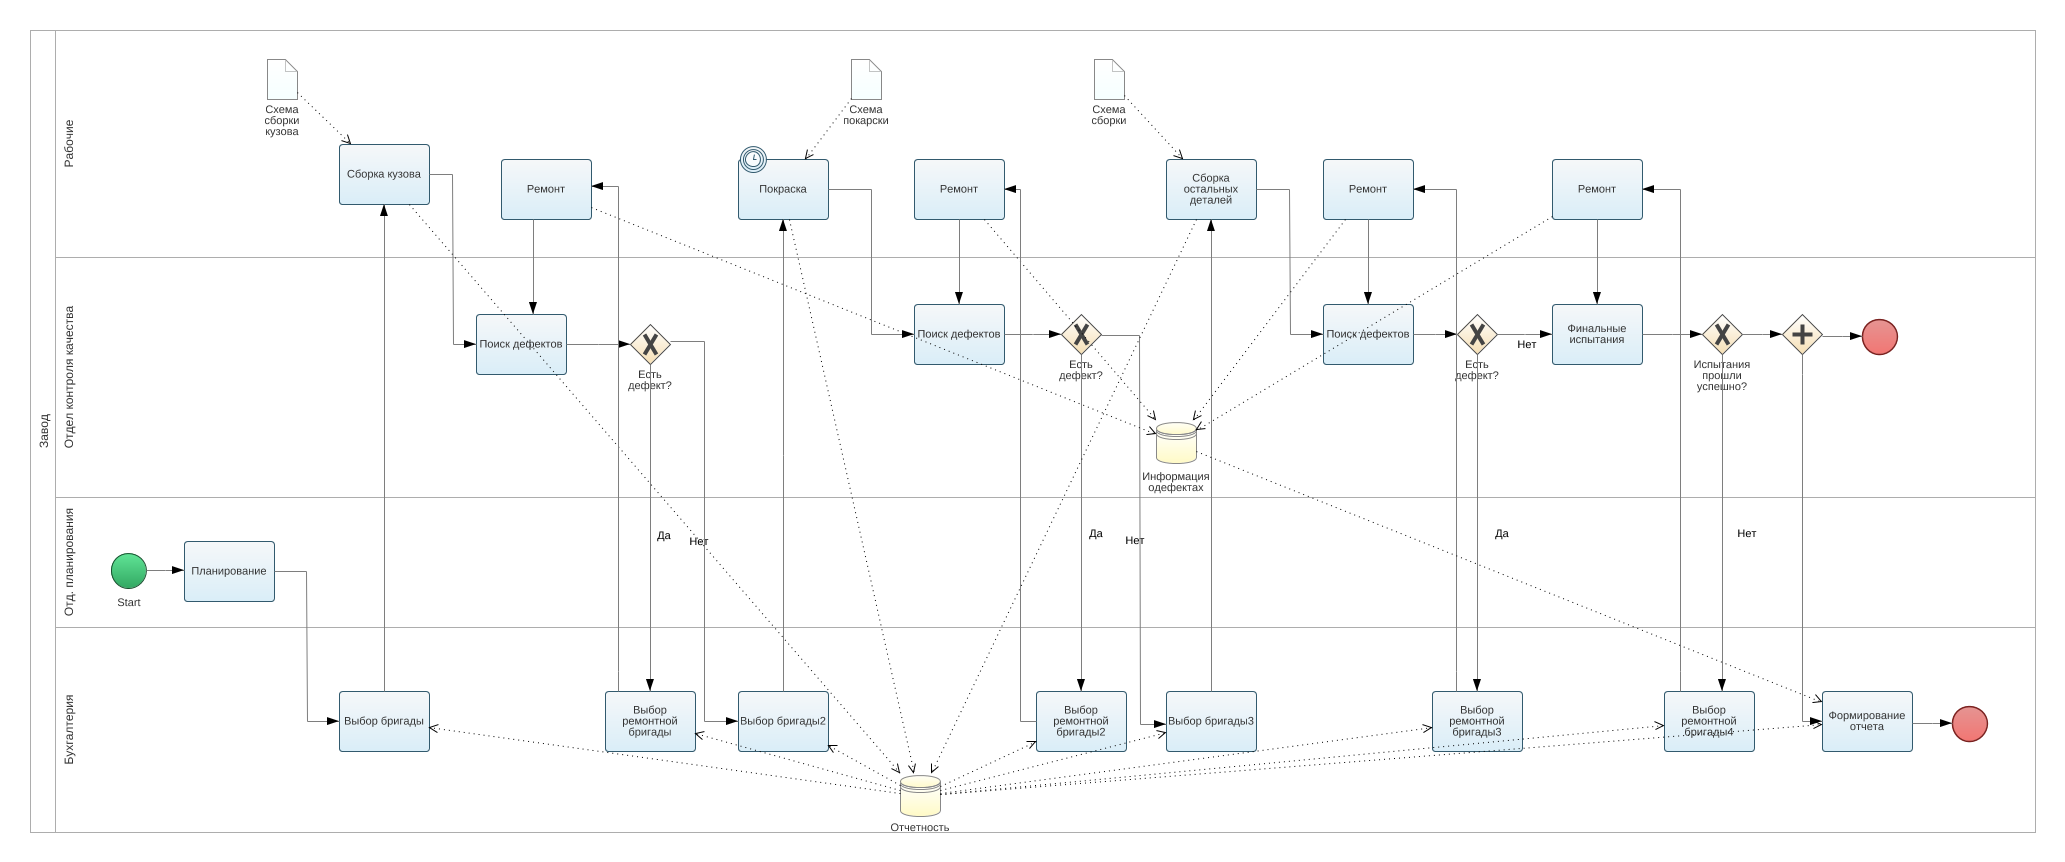 Завод
Рабочие
Схема
сборки
кузова
Схема
покарски
Схема
сборки
Сборка кузова
Ремонт
Покраска
Ремонт
Сборка
остальных
деталей
Ремонт
Ремонт
Отдел контроля качества
Поиск дефектов
Есть
дефект?
Поиск дефектов
Есть
дефект?
Поиск дефектов
Есть
дефект?
Нет
Финальные
испытания
Испытания
прошли
успешно?
Информация
одефектах
Отд. планирования
Start
Планирование
Да
Нет
Да
Нет
Да
Нет
Бухгалтерия
Выбор бригады
Выбор
ремонтной
бригады
Выбор бригады2
Выбор
ремонтной
бригады2
Выбор бригады3
Выбор
ремонтной
бригады3
Выбор
ремонтной
бригады4
Формирование
отчета
Отчетность